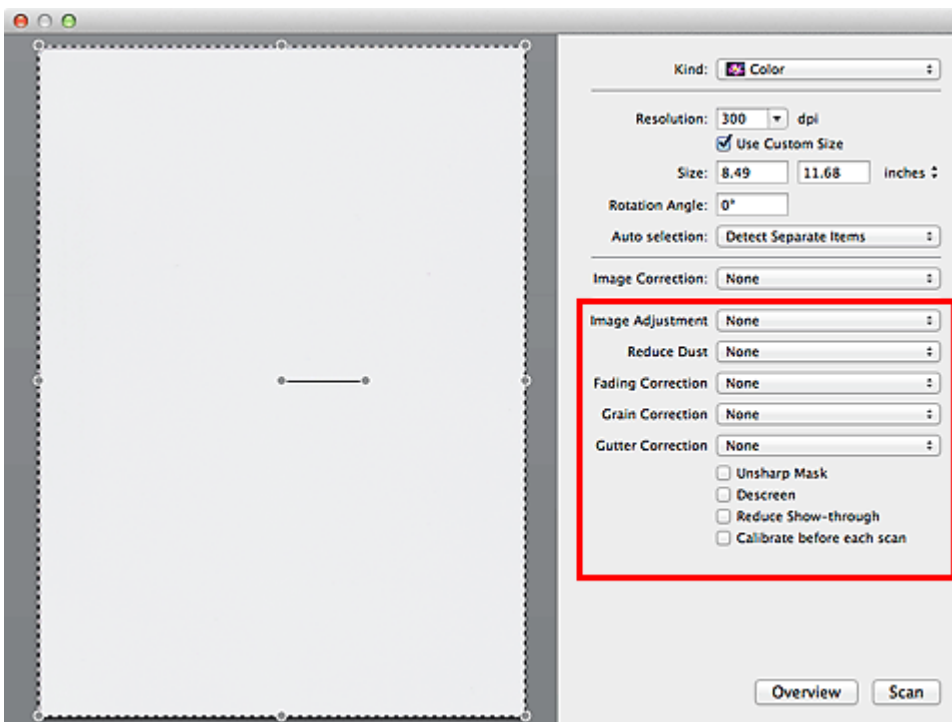 Kind: Color
Resolution: 300 dpi
Use Custom Size
Size: 8.49 11.68 inches
Rotation Angle: 0°
Auto selection: Detect Separate Items
Image Correction: None
Image Adjustment None
Reduce Dust None
Fading Correction None
Grain Correction None
Gutter Correction None
Unsharp Mask
Descreen
Reduce Show-through
Calibrate before each scan
Overview Scan